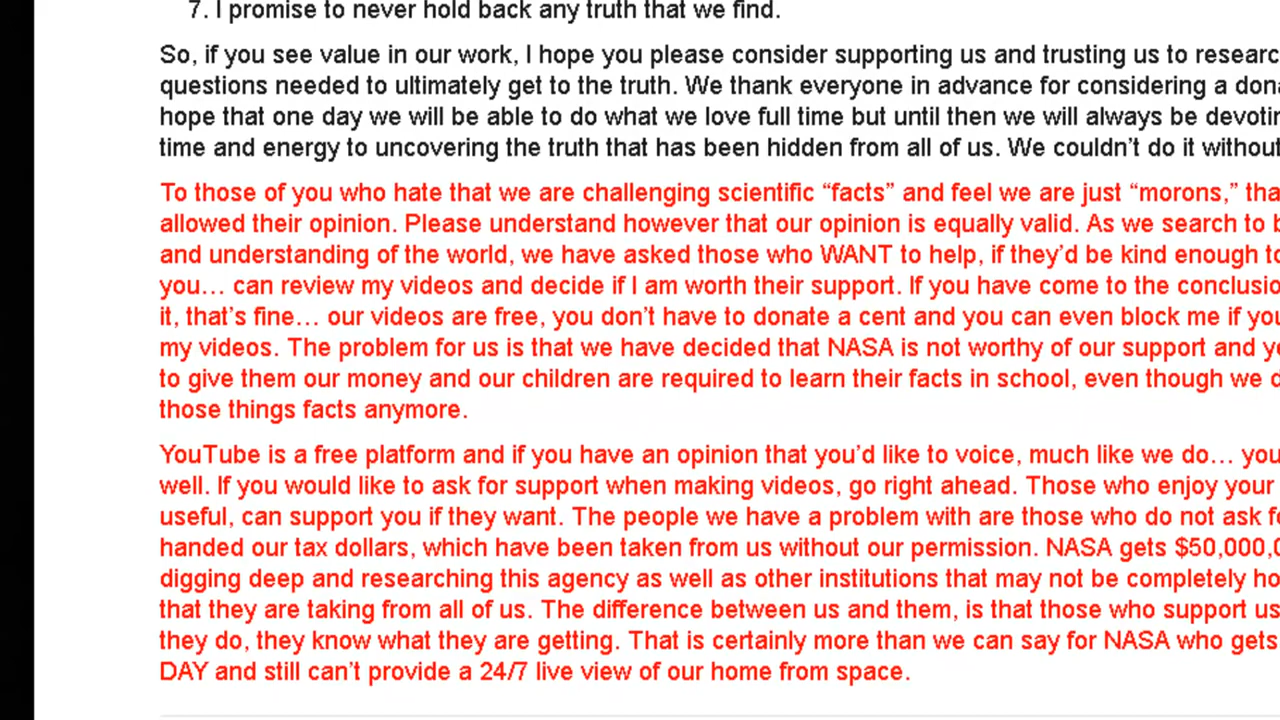 7. I promise to never hold back any truth that we find.
So, if you see value in our work, I hope you please consider supporting us and trusting us to researc
questions needed to ultimately get to the truth. We thank everyone in advance for considering a dona
hope that one day we will be able to do what we love full time but until then we will always be devotin
time and energy to uncovering the truth that has been hidden from all of us. We couldn't do it without
To those of you who hate that we are challenging scientific “facts” and feel we are just “morons,” tha
allowed their opinion. Please understand however that our opinion is equally valid. As we search to b
and understanding of the world, we have asked those who WANT to help, if they'd be kind enough to
you… can review my videos and decide if I am worth their support. If you have come to the conclusio
it, that's fine… our videos are free, you don't have to donate a cent and you can even block me if you
my videos. The problem for us is that we have decided that NASA is not worthy of our support and ye
to give them our money and our children are required to learn their facts in school, even though we d
those things facts anymore.
YouTube is a free platform and if you have an opinion that you'd like to voice, much like we do… you
well. If you would like to ask for support when making videos, go right ahead. Those who enjoy your
useful, can support you if they want. The people we have a problem with are those who do not ask fo
handed our tax dollars, which have been taken from us without our permission. NASA gets $50,000,0
digging deep and researching this agency as well as other institutions that may not be completely ho
that they are taking from all of us. The difference between us and them, is that those who support us
they do, they know what they are getting. That is certainly more than we can say for NASA who gets
DAY and still can't provide a 24/7 live view of our home from space.